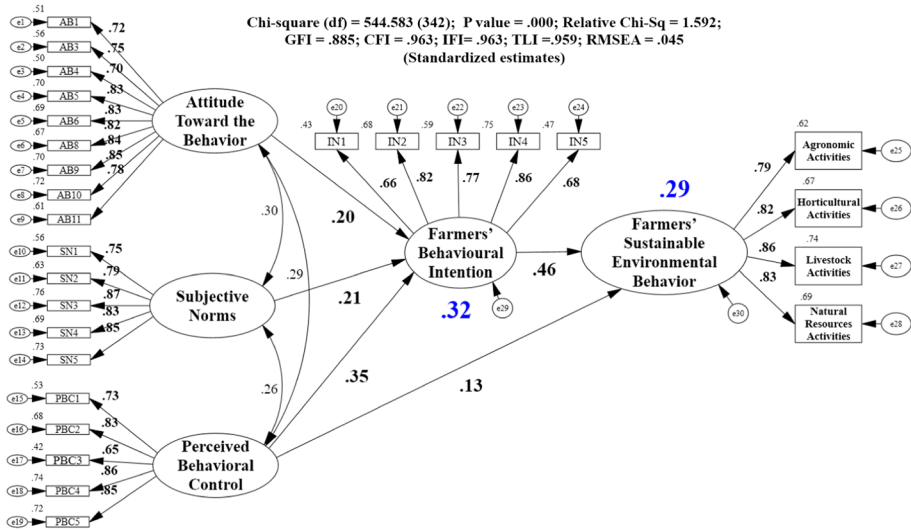 Chi-square (df) = 544.583 (342); P value = .000; Relative Chi-Sq = 1.592;
GFI = .885; CFI = .963; IFI= .963; TLI =.959; RMSEA = .045
(Standardized estimates)
.51
e1 AB1 .72
.56
e2 AB3 .75
.50
e3 AB4 .70
.70
e4 AB5 .83
.69
e5 AB6 .83
.67
e6 AB8 .82
.84
.70
e7 AB9 .85
.72
e8 AB10 .78
.61
e9 AB11
Attitude
Toward the
Behavior
.56
e10 SN1 .75
.63
e11 SN2 .79
.76
e12 SN3 .87
.69
e13 SN4 .83
.73
e14 SN5 .85
Subjective
Norms
.53
e15 PBC1 .73
.68
e16 PBC2 .83
.42
e17 PBC3 .65
.74
e18 PBC4 .86
.72
e19 PBC5 .85
Perceived
Behavioral
Control
.30
.29
.26
.20
.21
.35
.13
e20 e21 e22 e23 e24
.43 IN1 .68 IN2 .59 IN3 .75 IN4 .47 IN5
.66 .82 .77 .86 .68
Farmers'
Behavioural
Intention
.32
e29
.46
.29
Farmers'
Sustainable
Environmental
Behavior
e30
.79
.82
.86
.83
.62
Agronomic
Activities
e25
.67
Horticultural
Activities
e26
.74
Livestock
Activities
e27
.69
Natural
Resources
Activities
e28